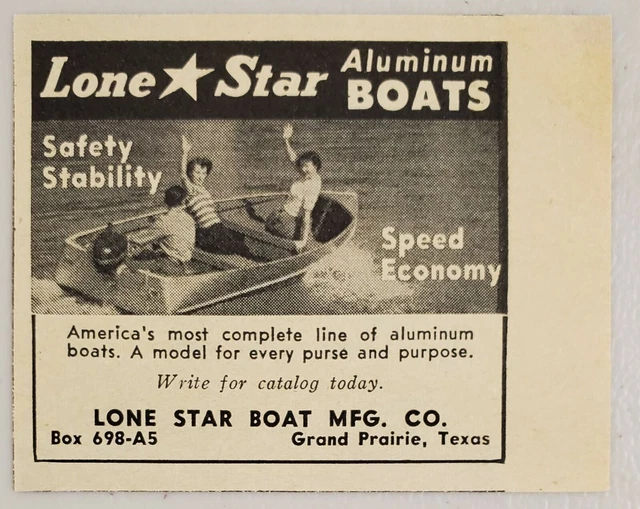 Lone Star Aluminum BOATS
Safety
Stability
Speed
Economy
America's most complete line of aluminum
boats. A model for every purse and purpose.
Write for catalog today.
LONE STAR BOAT MFG. CO.
Box 698-A5 Grand Prairie, Texas